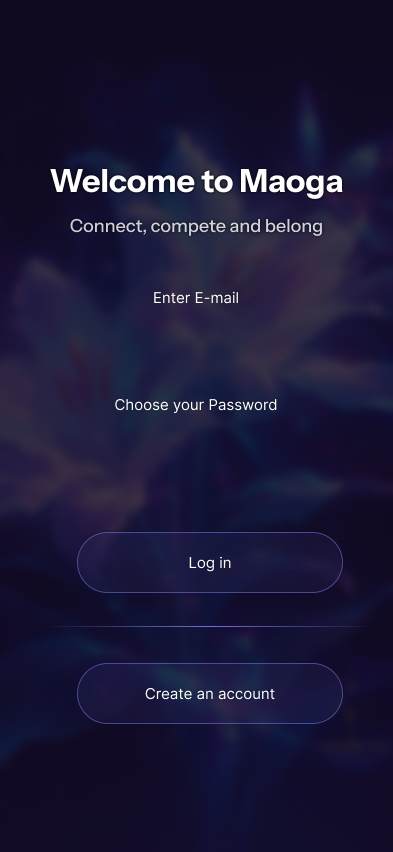 Welcome to Maoga
Connect, compete and belong
Enter E-mail
Choose your Password
Log in
Create an account